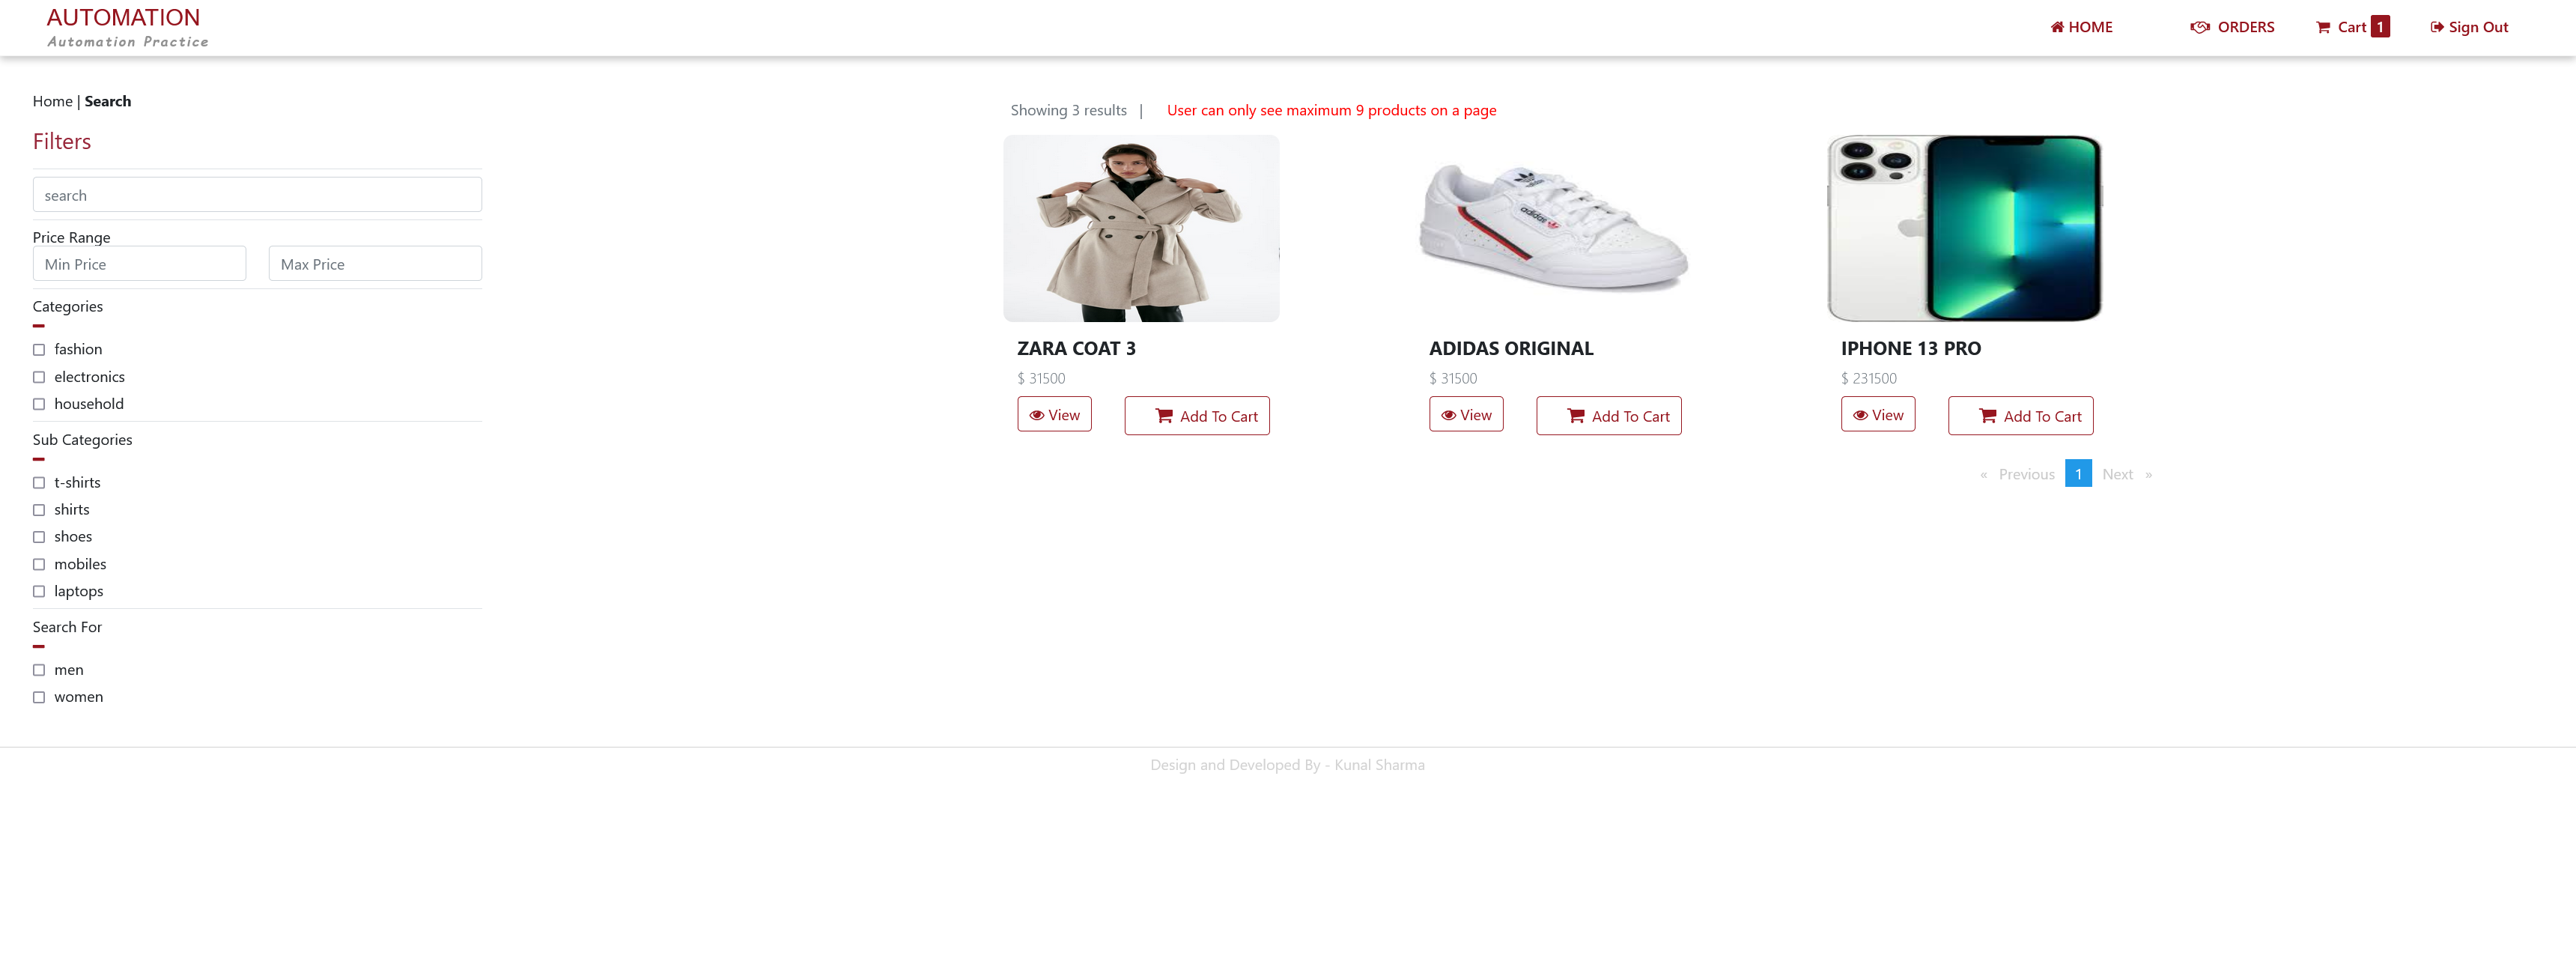 AUTOMATION
Automation Practice
HOME
ORDERS
Cart 1
Sign Out
Home | Search
Filters
search
Price Range
Min Price
Max Price
Categories
fashion
electronics
household
Sub Categories
t-shirts
shirts
shoes
mobiles
laptops
Search For
men
women
Showing 3 results |
User can only see maximum 9 products on a page
adidas
ZARA COAT 3
$ 31500
View
Add To Cart
ADIDAS ORIGINAL
$ 31500
View
Add To Cart
IPHONE 13 PRO
$ 231500
View
Add To Cart
« Previous 1 Next »
Design and Developed By - Kunal Sharma